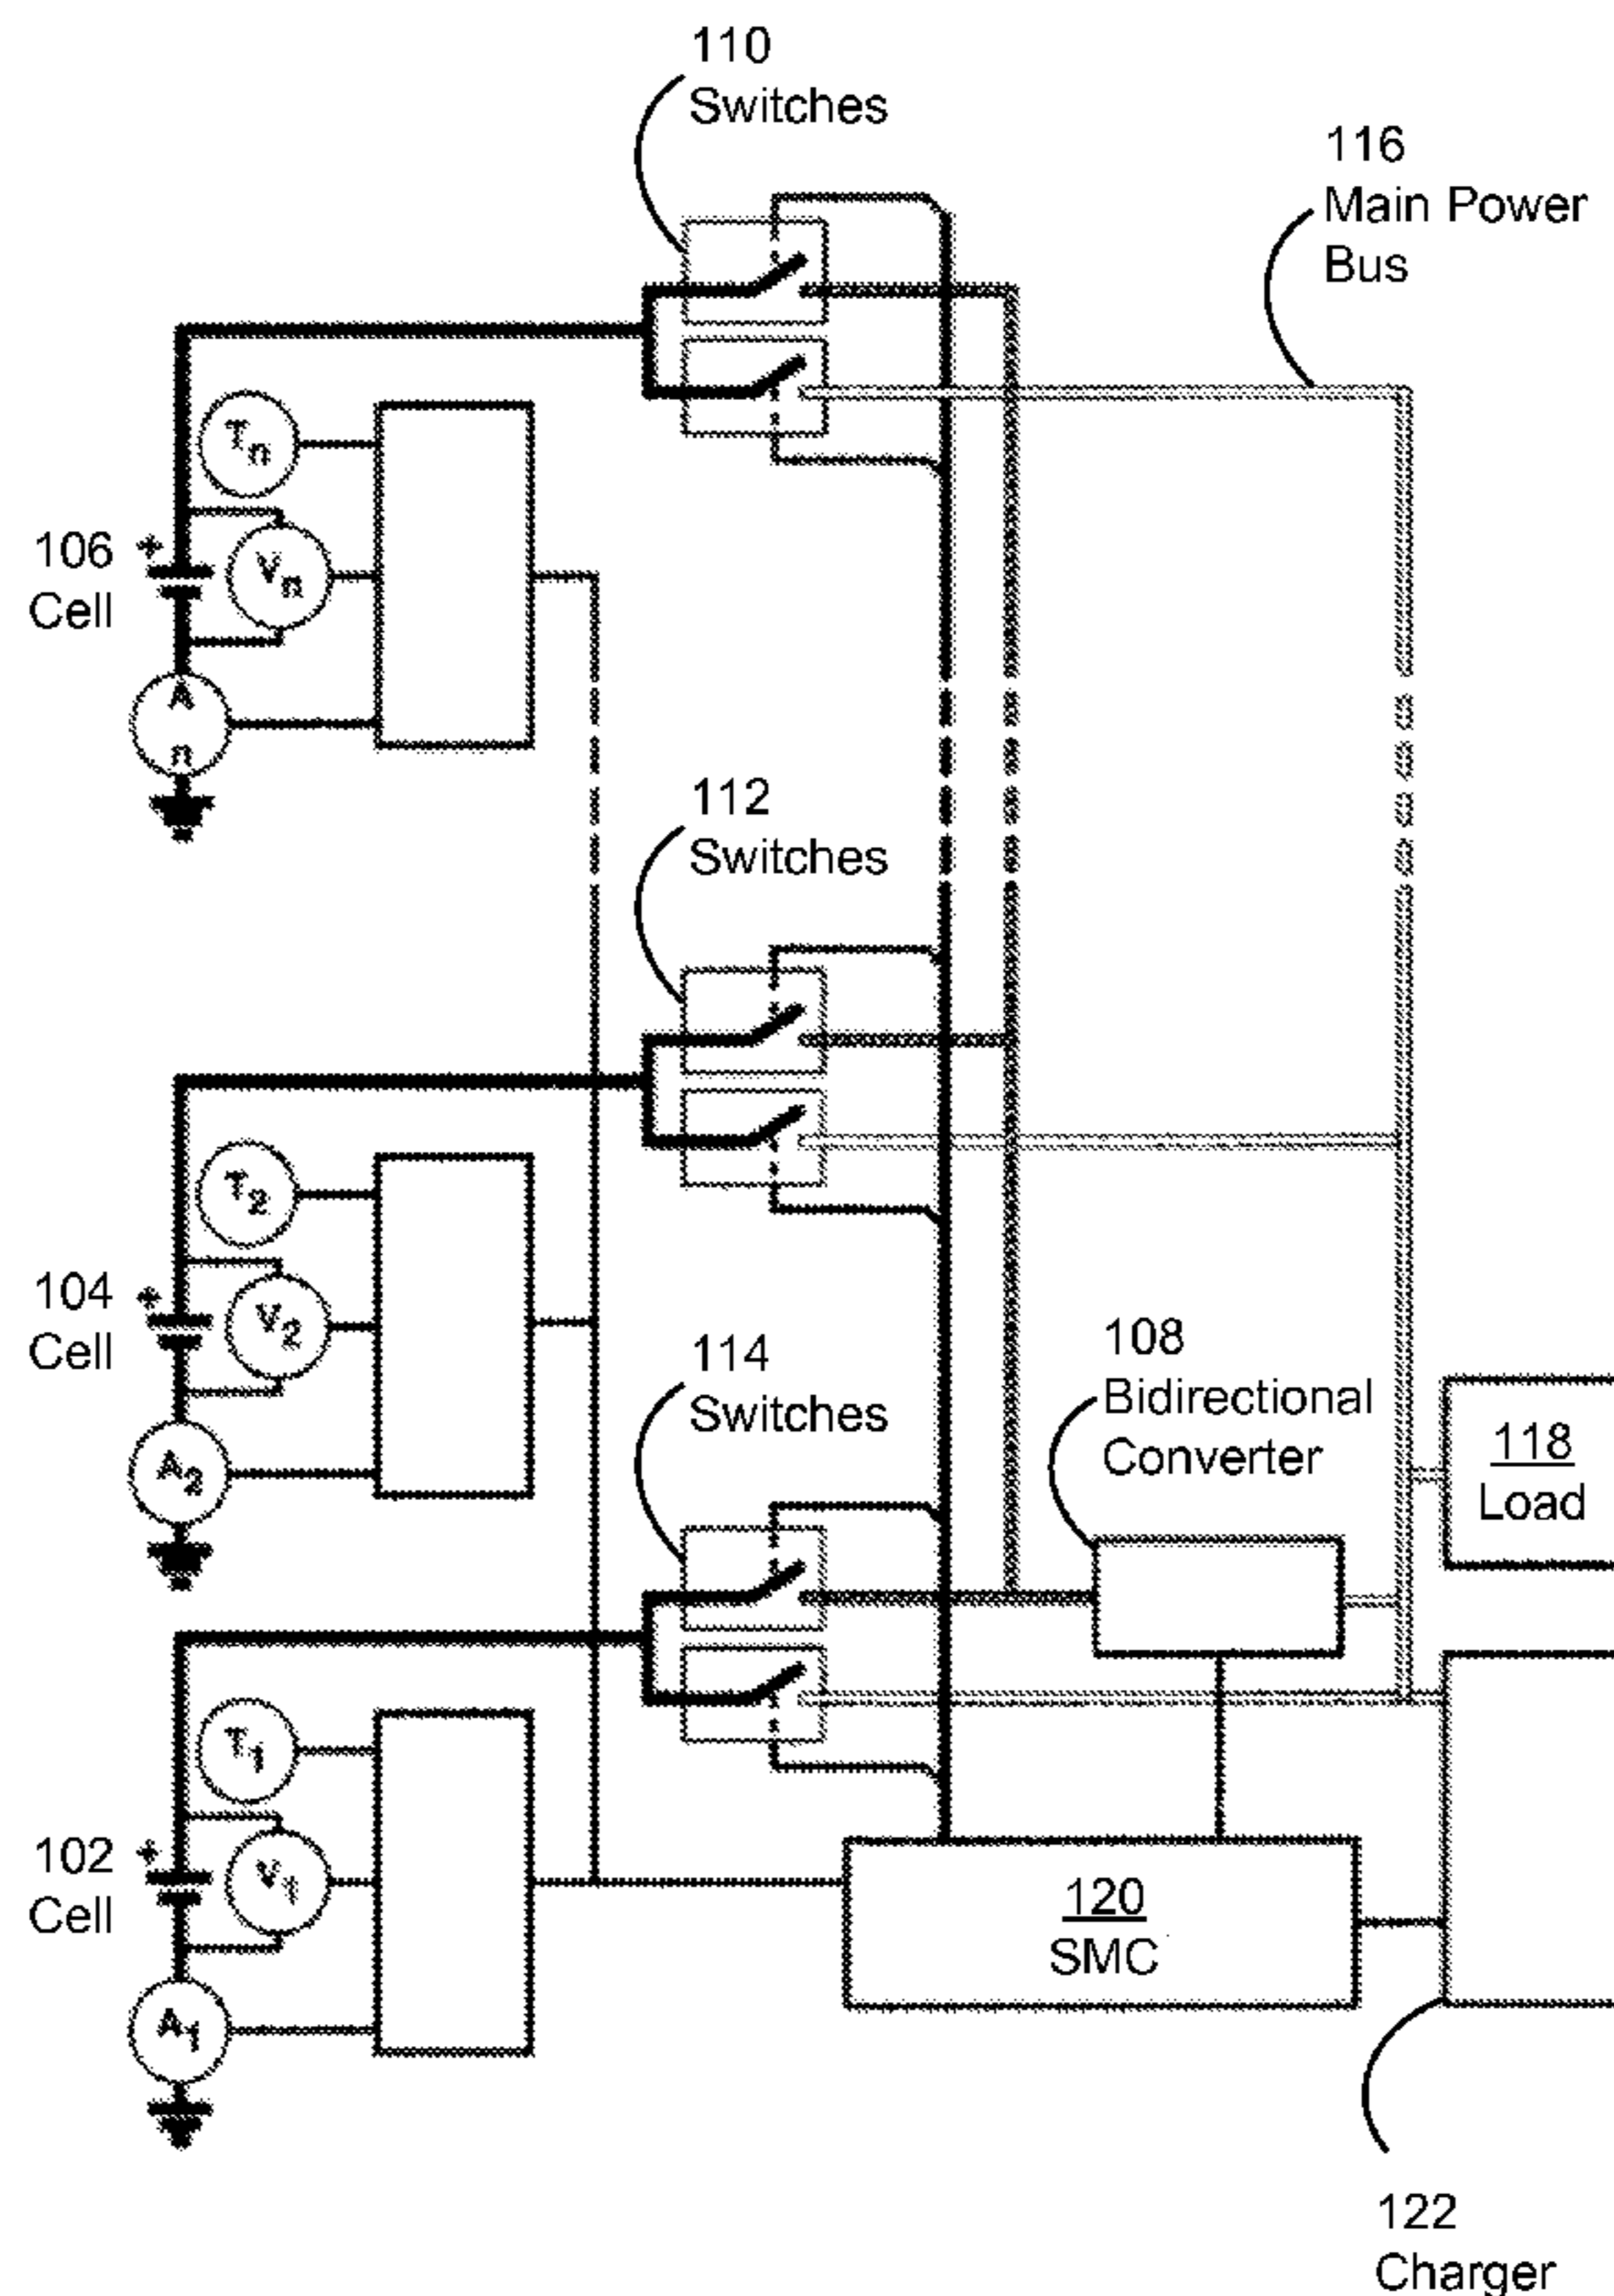 110
Switches
116
Main Power
Bus
Tn
106
Cell
+
Vn
A
n
112
Switches
T2
104
Cell
+
V2
A2
114
Switches
108
Bidirectional
Converter
118
Load
T1
102
Cell
+
V1
A1
120
SMC
122
Charger